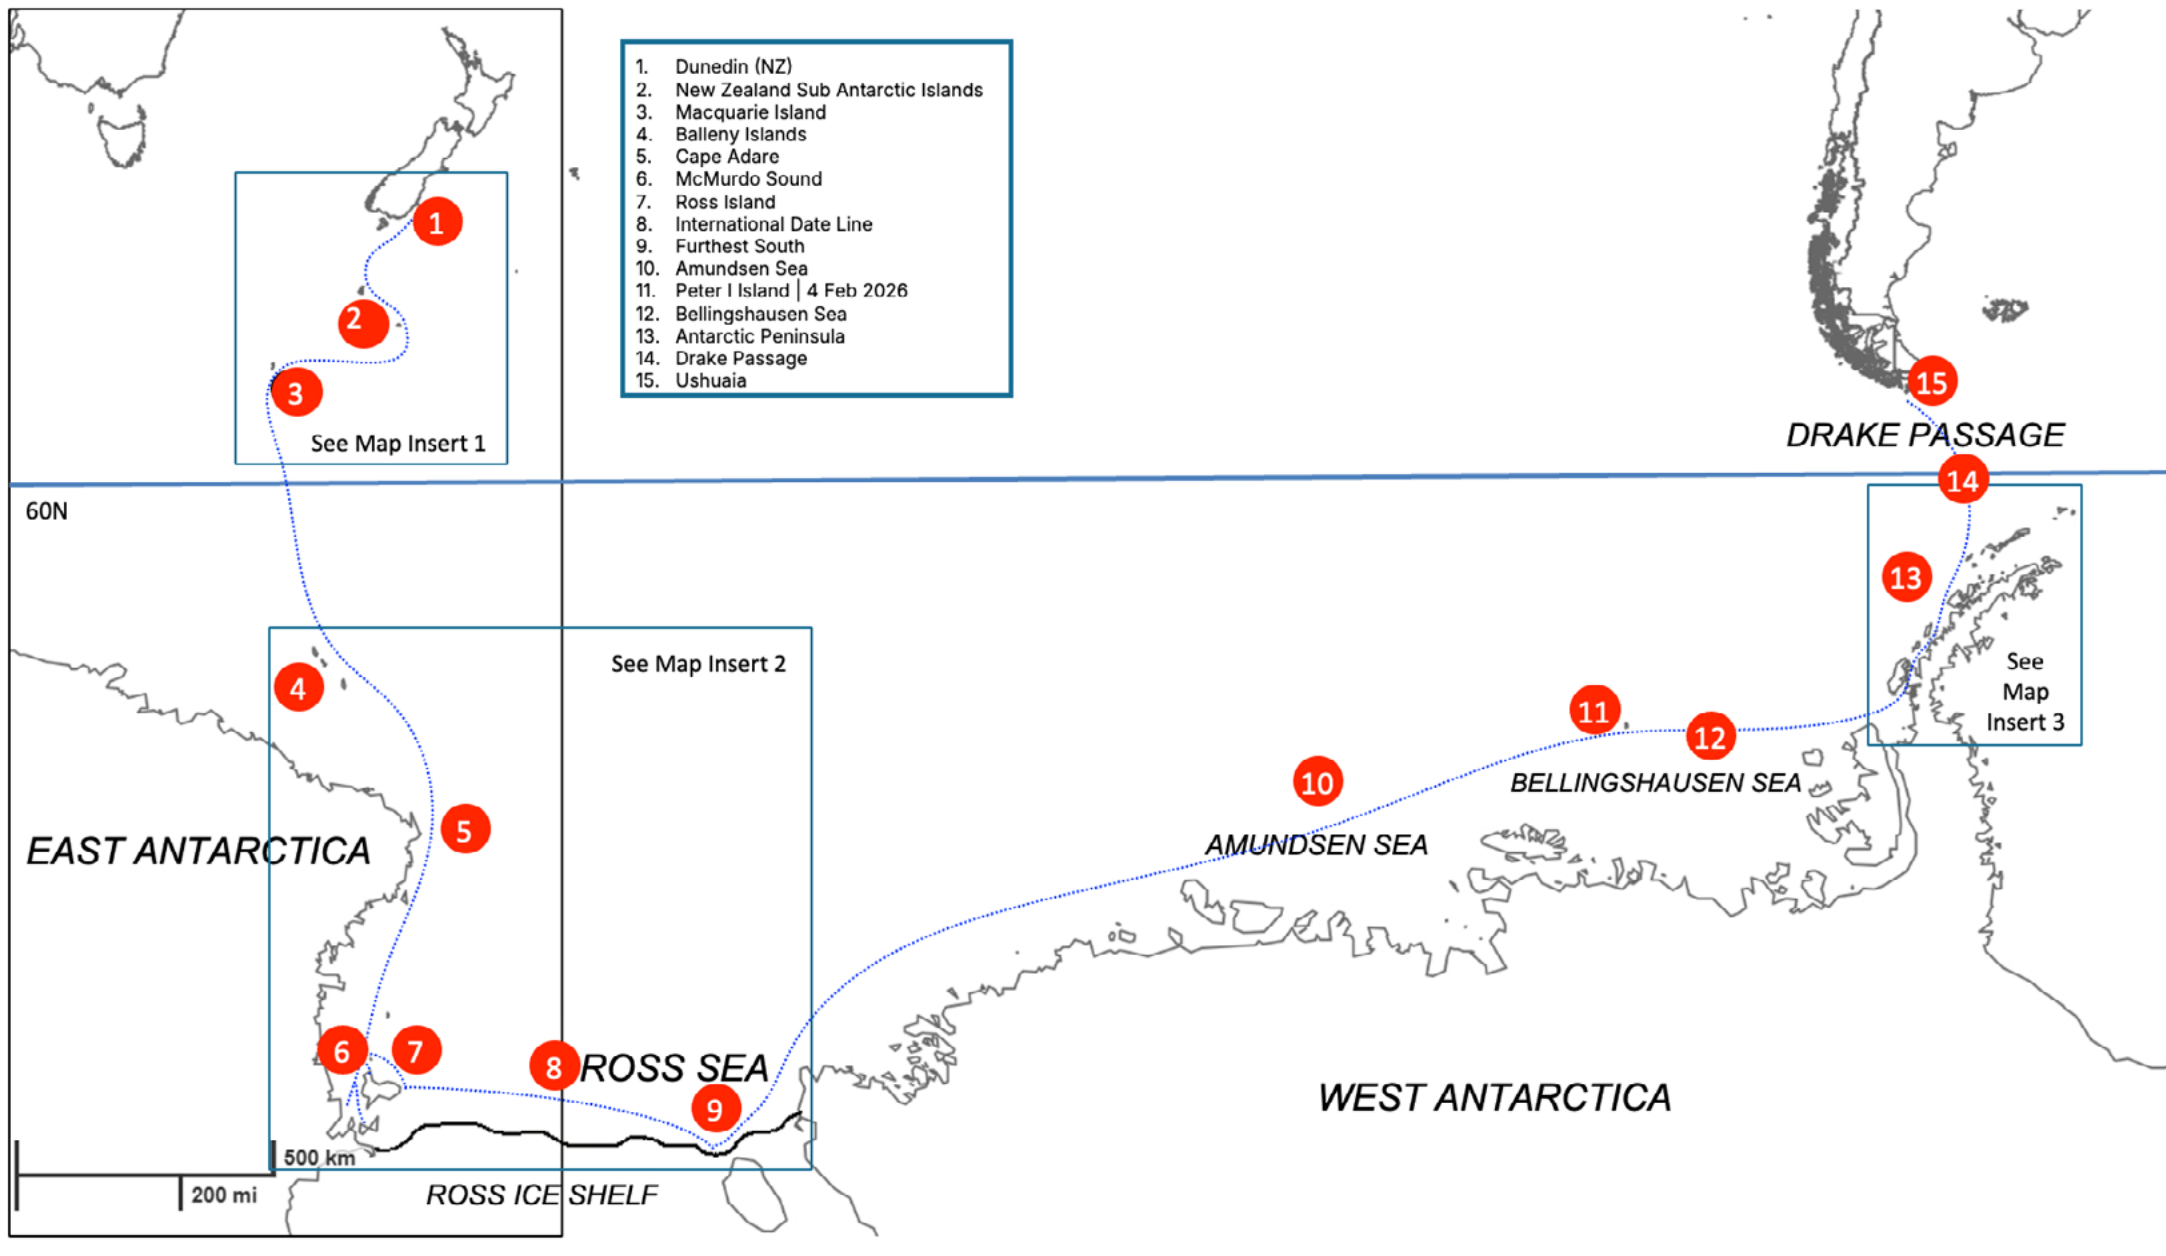 1. Dunedin (NZ)
2. New Zealand Sub Antarctic Islands
3. Macquarie Island
4. Balleny Islands
5. Cape Adare
6. McMurdo Sound
7. Ross Island
8. International Date Line
9. Furthest South
10. Amundsen Sea
11. Peter I Island | 4 Feb 2026
12. Bellingshausen Sea
13. Antarctic Peninsula
14. Drake Passage
15. Ushuaia
1
2
3
See Map Insert 1
15
DRAKE PASSAGE
14
60N
13
See Map Insert 2
See
Map
Insert 3
4
11
12
10
BELLINGSHAUSEN SEA
5
AMUNDSEN SEA
EAST ANTARCTICA
6
7
8
ROSS SEA
9
WEST ANTARCTICA
500 km
200 mi
ROSS ICE SHELF